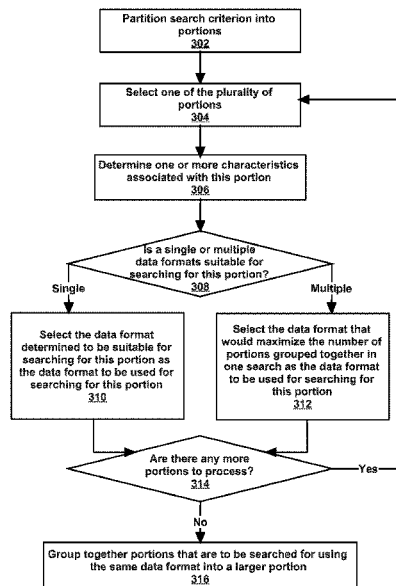 Partition search criterion into
portions
302
Select one of the plurality of
portions
304
Determine one or more characteristics
associated with this portion
306
Is a single or multiple
data formats suitable for
searching for this portion?
308
Single
Multiple
Select the data format
determined to be suitable for
searching for this portion as
the data format to be used for
searching for this portion
310
Select the data format that
would maximize the number of
portions grouped together in
one search as the data format
to be used for searching for
this portion
312
Are there any more
portions to process?
314
Yes
No
Group together portions that are to be searched for using
the same data format into a larger portion
316